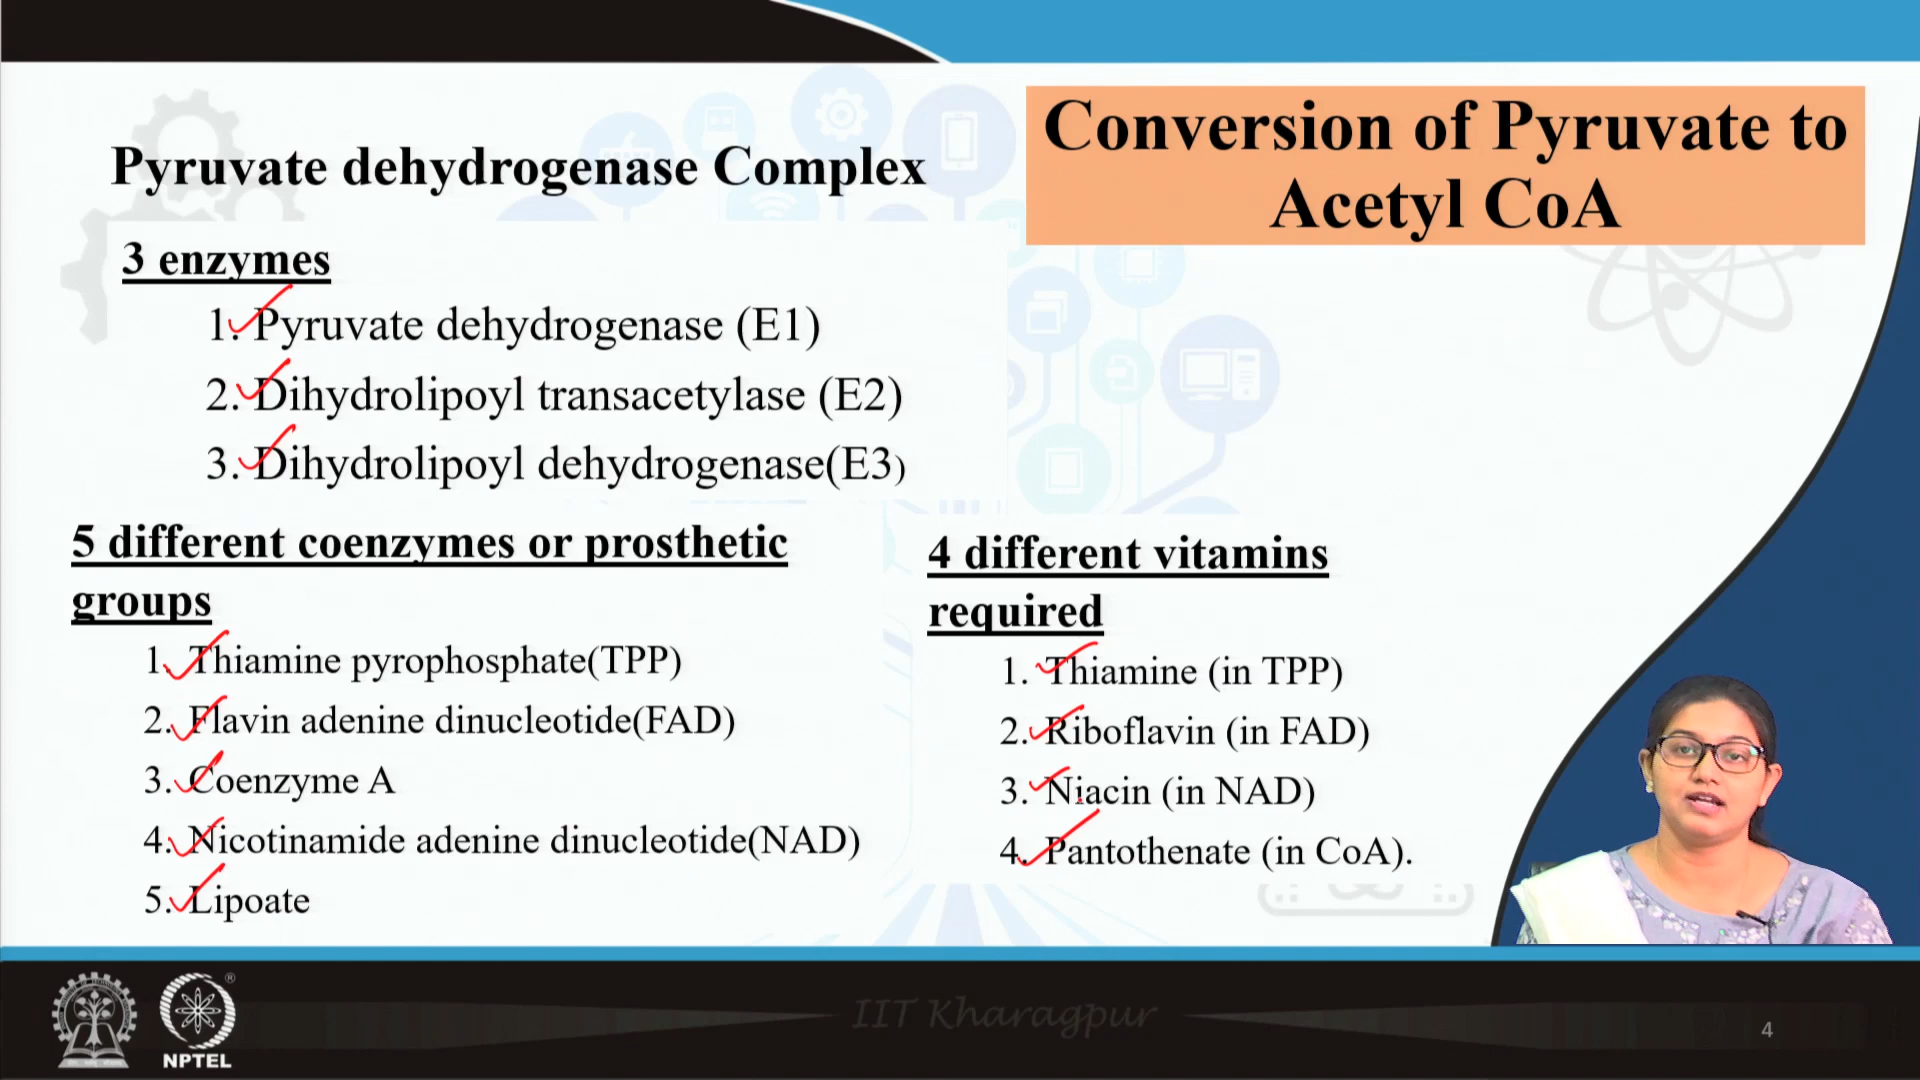 Conversion of Pyruvate to
Acetyl CoA
Pyruvate dehydrogenase Complex
3 enzymes
1. Pyruvate dehydrogenase (E1)
2. Dihydrolipoyl transacetylase (E2)
3. Dihydrolipoyl dehydrogenase(E3)
5 different coenzymes or prosthetic
groups
1. Thiamine pyrophosphate(TPP)
2. Flavin adenine dinucleotide(FAD)
3. Coenzyme A
4. Nicotinamide adenine dinucleotide(NAD)
5. Lipoate
4 different vitamins
required
1. Thiamine (in TPP)
2. Riboflavin (in FAD)
3. Niacin (in NAD)
4. Pantothenate (in CoA).
®
NPTEL
IIT Kharagpur
4